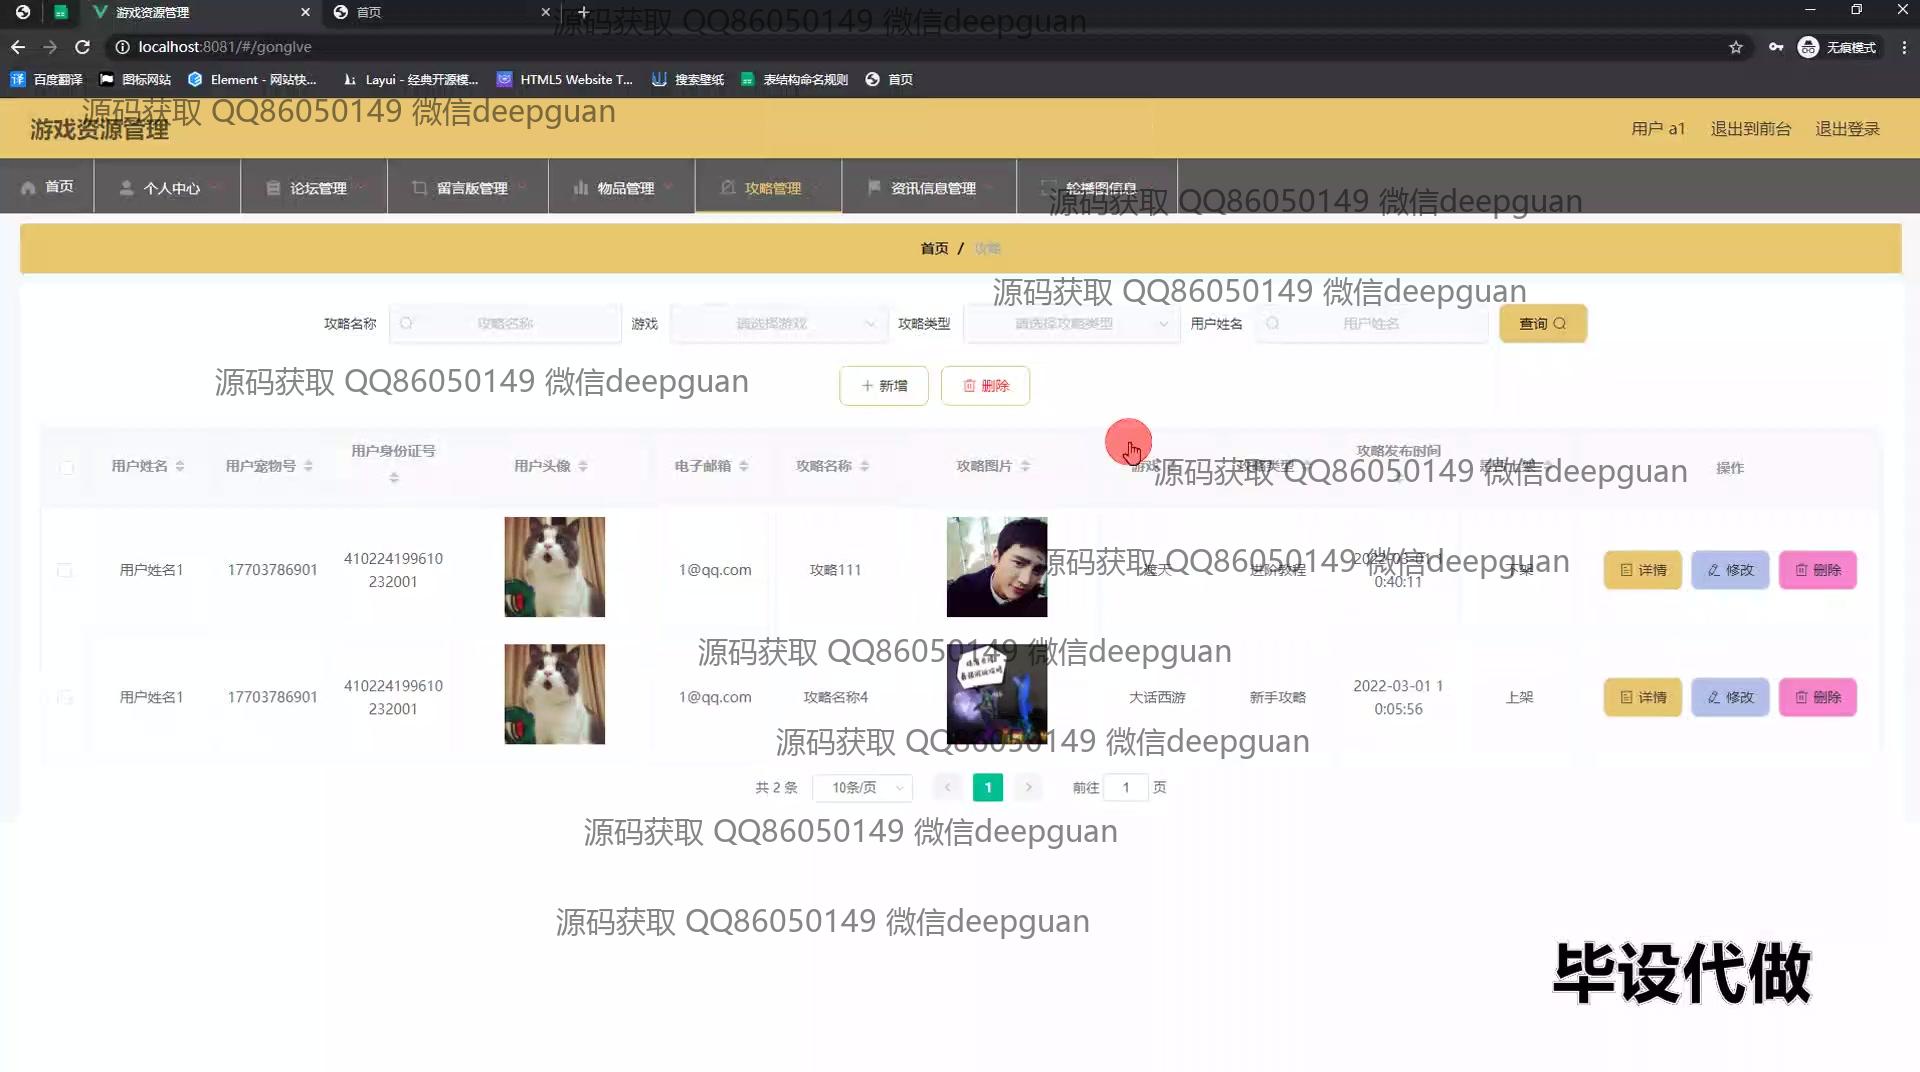 游戏资源管理
首页
源码获取 QQ86050149 微信deepguan
localhost:8081/#/gonglve
无痕模式
百度翻译 图标网站 Element - 网站快... Layui - 经典开源模... HTML5 Website T... 搜索壁纸 表结构命名规则 首页
源码获取 QQ86050149 微信deepguan
游戏资源管理
用户 a1 退出到前台 退出登录
首页 个人中心 论坛管理 留言版管理 物品管理 攻略管理 资讯信息管理 轮播图信息
源码获取 QQ86050149 微信deepguan
首页 / 攻略
源码获取 QQ86050149 微信deepguan
攻略名称 攻略名称 游戏 请选择游戏 攻略类型 请选择攻略类型 用户姓名 用户姓名 查询
源码获取 QQ86050149 微信deepguan
新增 删除
用户姓名 用户宠物号 用户身份证号 用户头像 电子邮箱 攻略名称 攻略图片 游戏 攻略类型 攻略发布时间 操作
源码获取 QQ86050149 微信deepguan
用户姓名1 17703786901 410224199610232001 1@qq.com 攻略111 进阶教程 2022-03-01 10:40:11 下架 详情 修改 删除
源码获取 QQ86050149 微信deepguan
源码获取 QQ86050149 微信deepguan
用户姓名1 17703786901 410224199610232001 1@qq.com 攻略名称4 大话西游 新手攻略 2022-03-01 10:05:56 上架 详情 修改 删除
源码获取 QQ86050149 微信deepguan
共 2 条 10条/页 1 前往 1 页
源码获取 QQ86050149 微信deepguan
源码获取 QQ86050149 微信deepguan
毕设代做